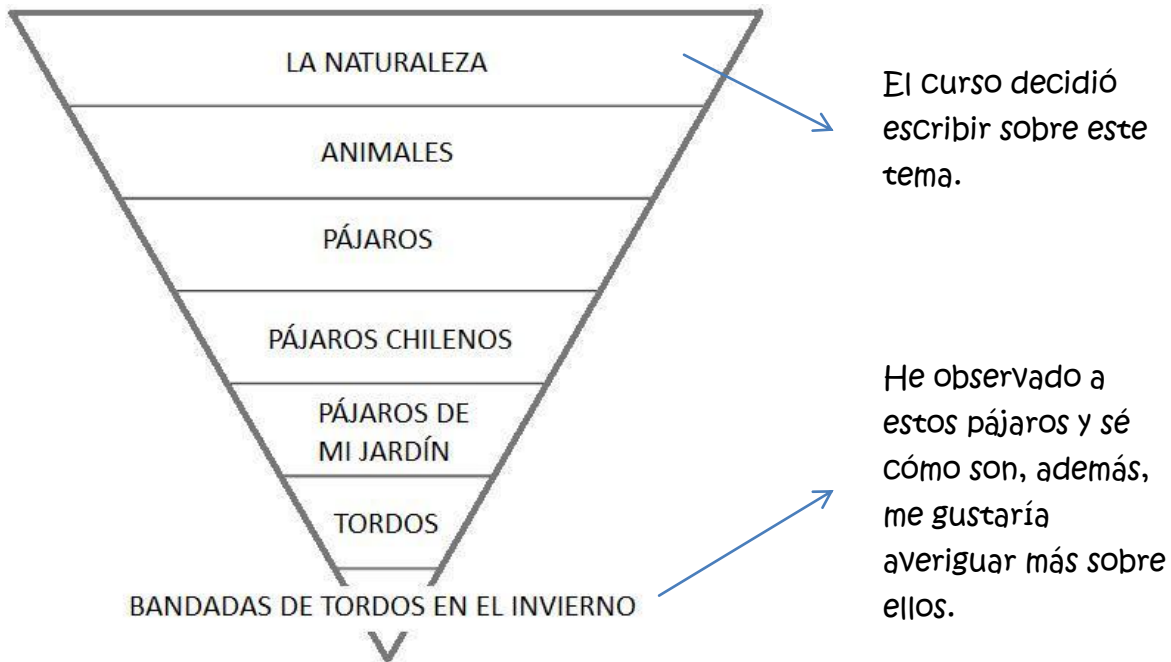 LA NATURALEZA
ANIMALES
PÁJAROS
PÁJAROS CHILENOS
PÁJAROS DE
MI JARDÍN
TORDOS
BANDADAS DE TORDOS EN EL INVIERNO
El curso decidió
escribir sobre este
tema.
He observado a
estos pájaros y sé
cómo son, además,
me gustaría
averiguar más sobre
ellos.